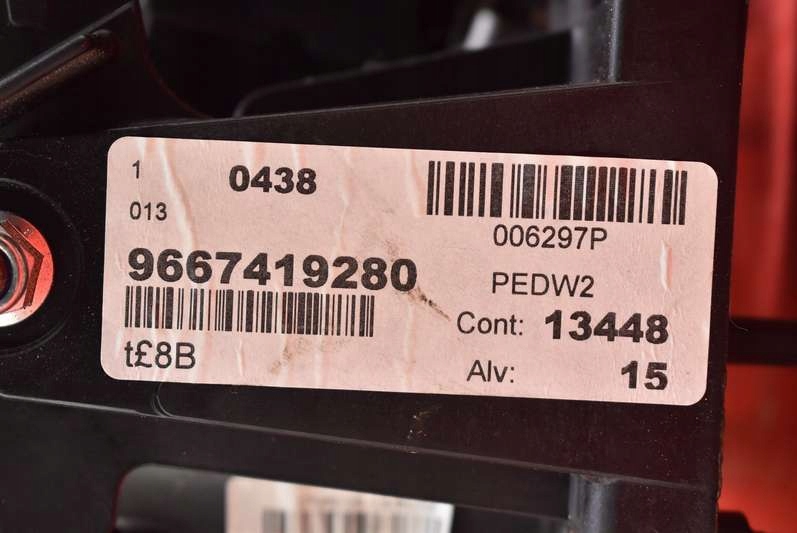 1 0438
013
006297P
9667419280
PEDW2
Cont: 13448
t£8B
Alv: 15